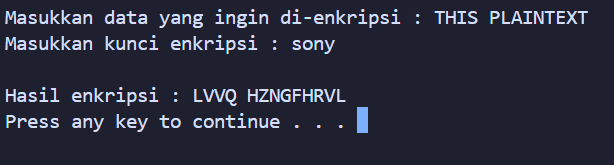 Masukkan data yang ingin di-enkripsi : THIS PLAINTEXT
Masukkan kunci enkripsi : sony
Hasil enkripsi : LVVQ HZNGFHRVL
Press any key to continue . . .